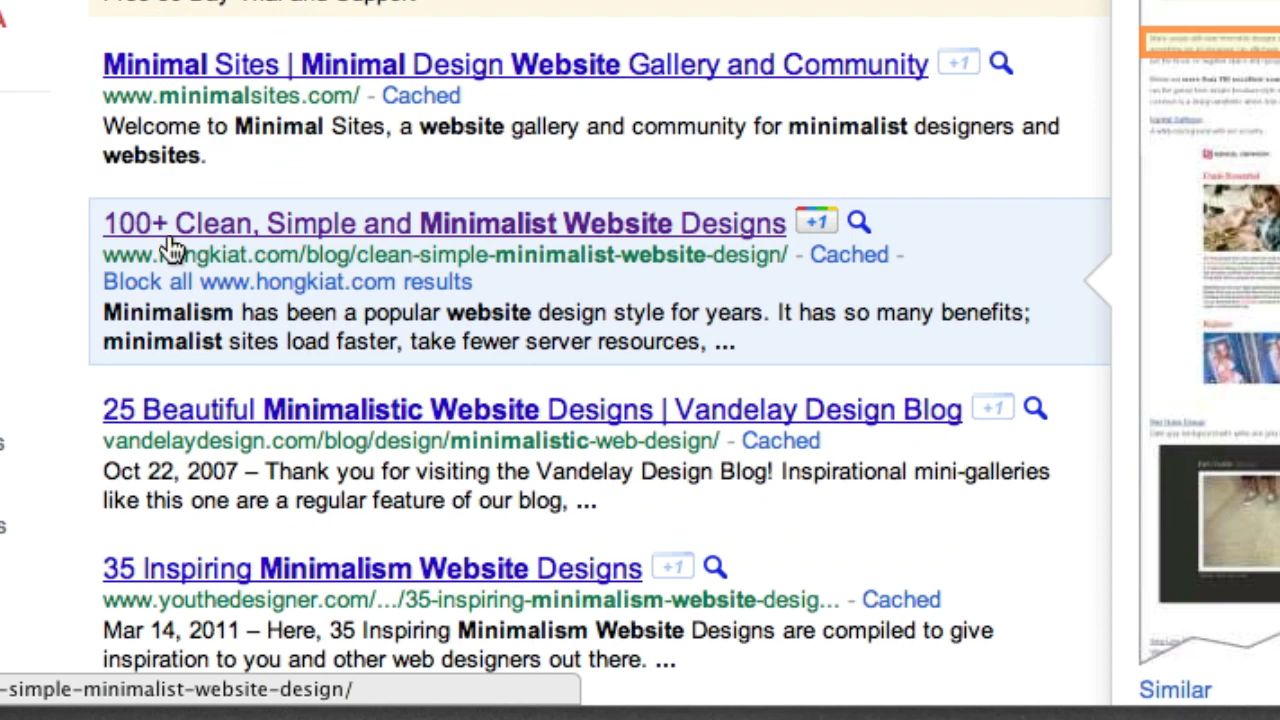 Minimal Sites | Minimal Design Website Gallery and Community +1
www.minimalsites.com/ - Cached
Welcome to Minimal Sites, a website gallery and community for minimalist designers and
websites.
100+ Clean, Simple and Minimalist Website Designs +1
www.hongkiat.com/blog/clean-simple-minimalist-website-design/ - Cached -
Block all www.hongkiat.com results
Minimalism has been a popular website design style for years. It has so many benefits;
minimalist sites load faster, take fewer server resources, ...
25 Beautiful Minimalistic Website Designs | Vandelay Design Blog +1
vandelaydesign.com/blog/design/minimalistic-web-design/ - Cached
Oct 22, 2007 – Thank you for visiting the Vandelay Design Blog! Inspirational mini-galleries
like this one are a regular feature of our blog, ...
35 Inspiring Minimalism Website Designs +1
www.youthedesigner.com/.../35-inspiring-minimalism-website-desig... - Cached
Mar 14, 2011 – Here, 35 Inspiring Minimalism Website Designs are compiled to give
inspiration to you and other web designers out there. ...
-simple-minimalist-website-design/
Similar